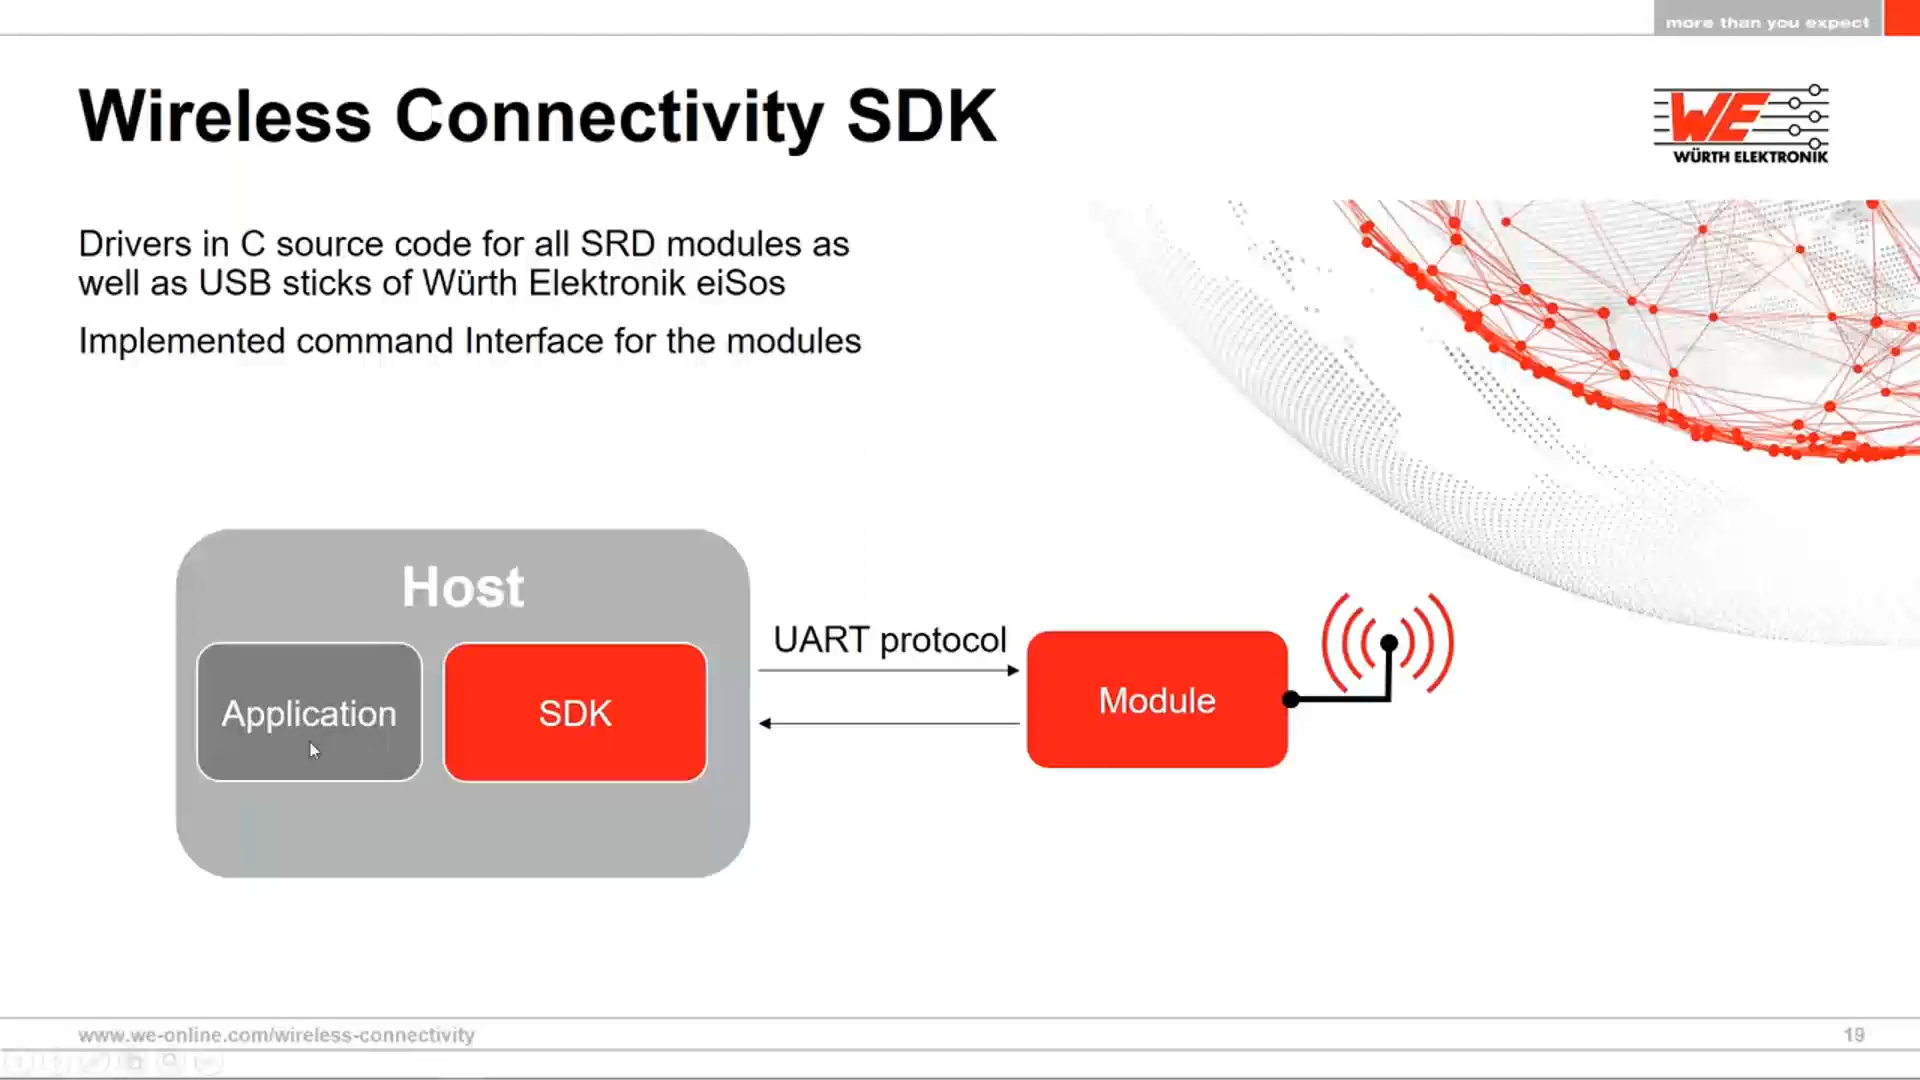 more than you expect
Wireless Connectivity SDK
WE
WÜRTH ELEKTRONIK
Drivers in C source code for all SRD modules as
well as USB sticks of Würth Elektronik eiSos
Implemented command Interface for the modules
Host
Application
SDK
UART protocol
Module
www.we-online.com/wireless-connectivity
19